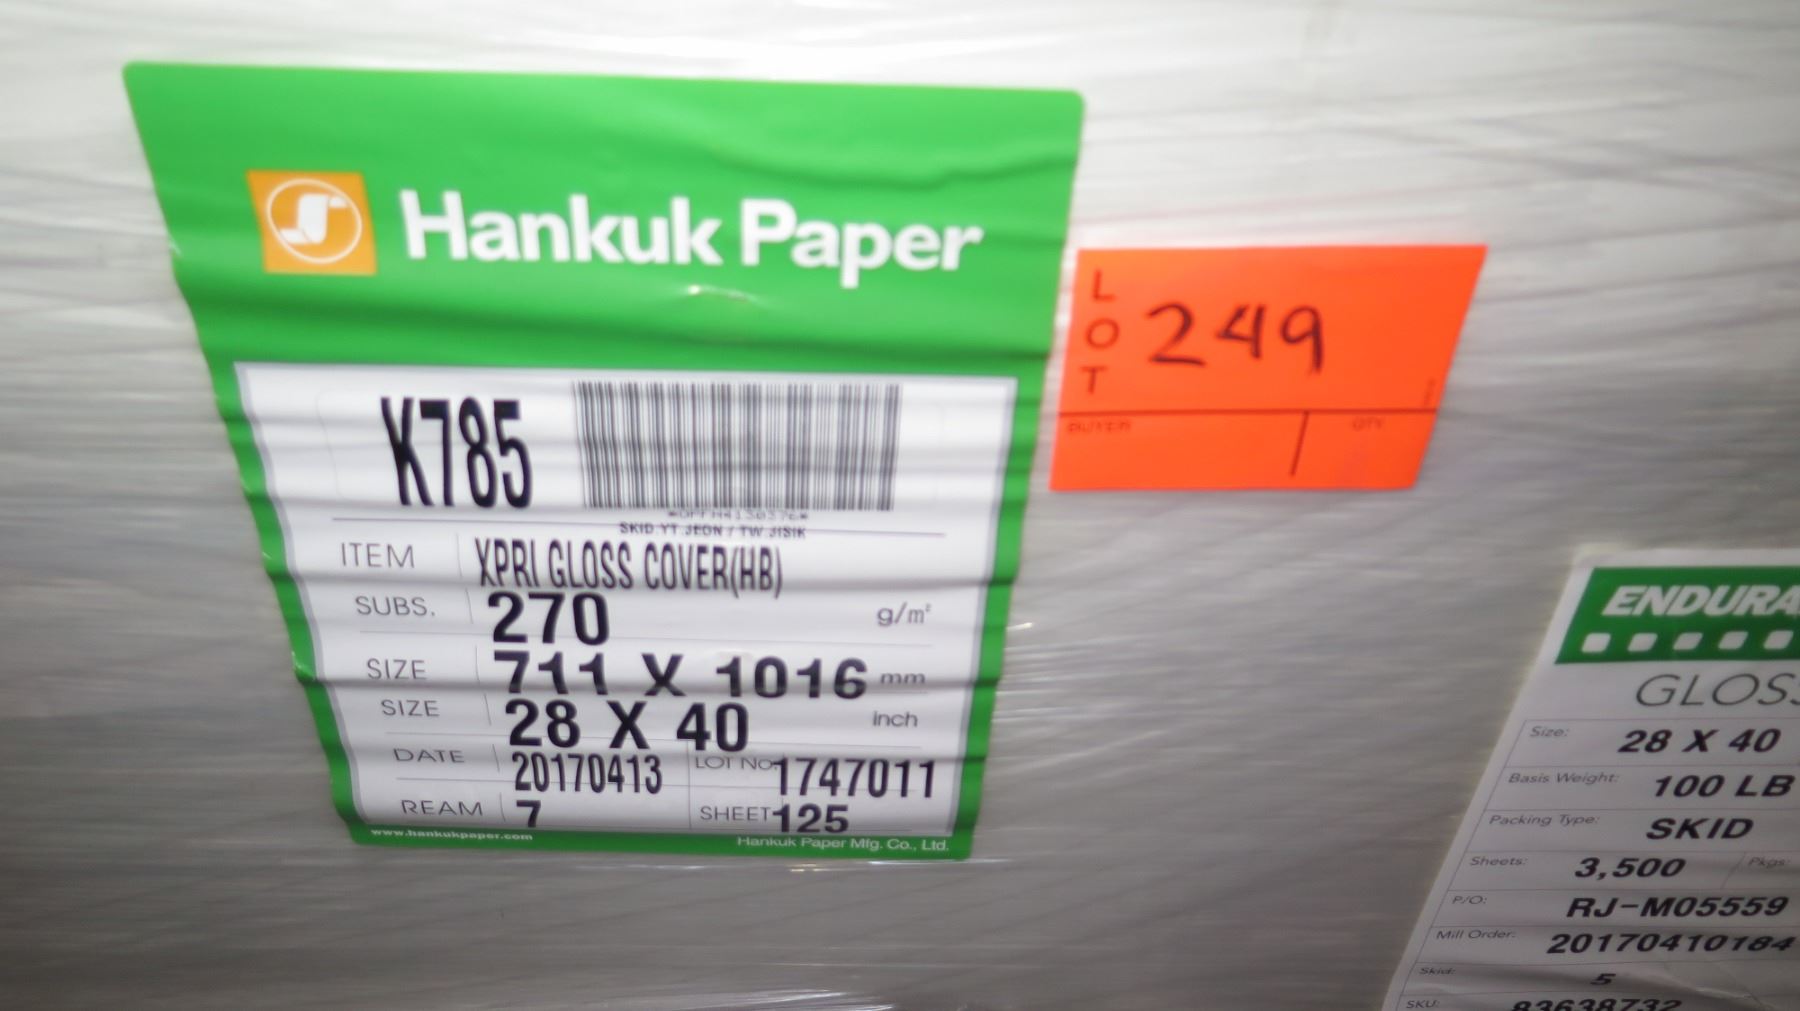 Hankuk Paper
K785
SKID.YT.JEON / TW.JISIK
ITEM XPRI GLOSS COVER(HB)
SUBS. 270 g/m²
SIZE 711 X 1016 mm
SIZE 28 X 40 inch
DATE 20170413 LOT No. 1747011
REAM 7 SHEET 125
www.hankukpaper.com Hankuk Paper Mfg. Co., Ltd.
LOT 249
BUYER QTY
ENDURA
GLOSS
Size: 28 X 40
Basis Weight: 100 LB
Packing Type: SKID
Sheets: 3,500 Pkgs:
P/O: RJ-M05559
Mill Order: 20170410184
Skid: 5
SKU: 83638732